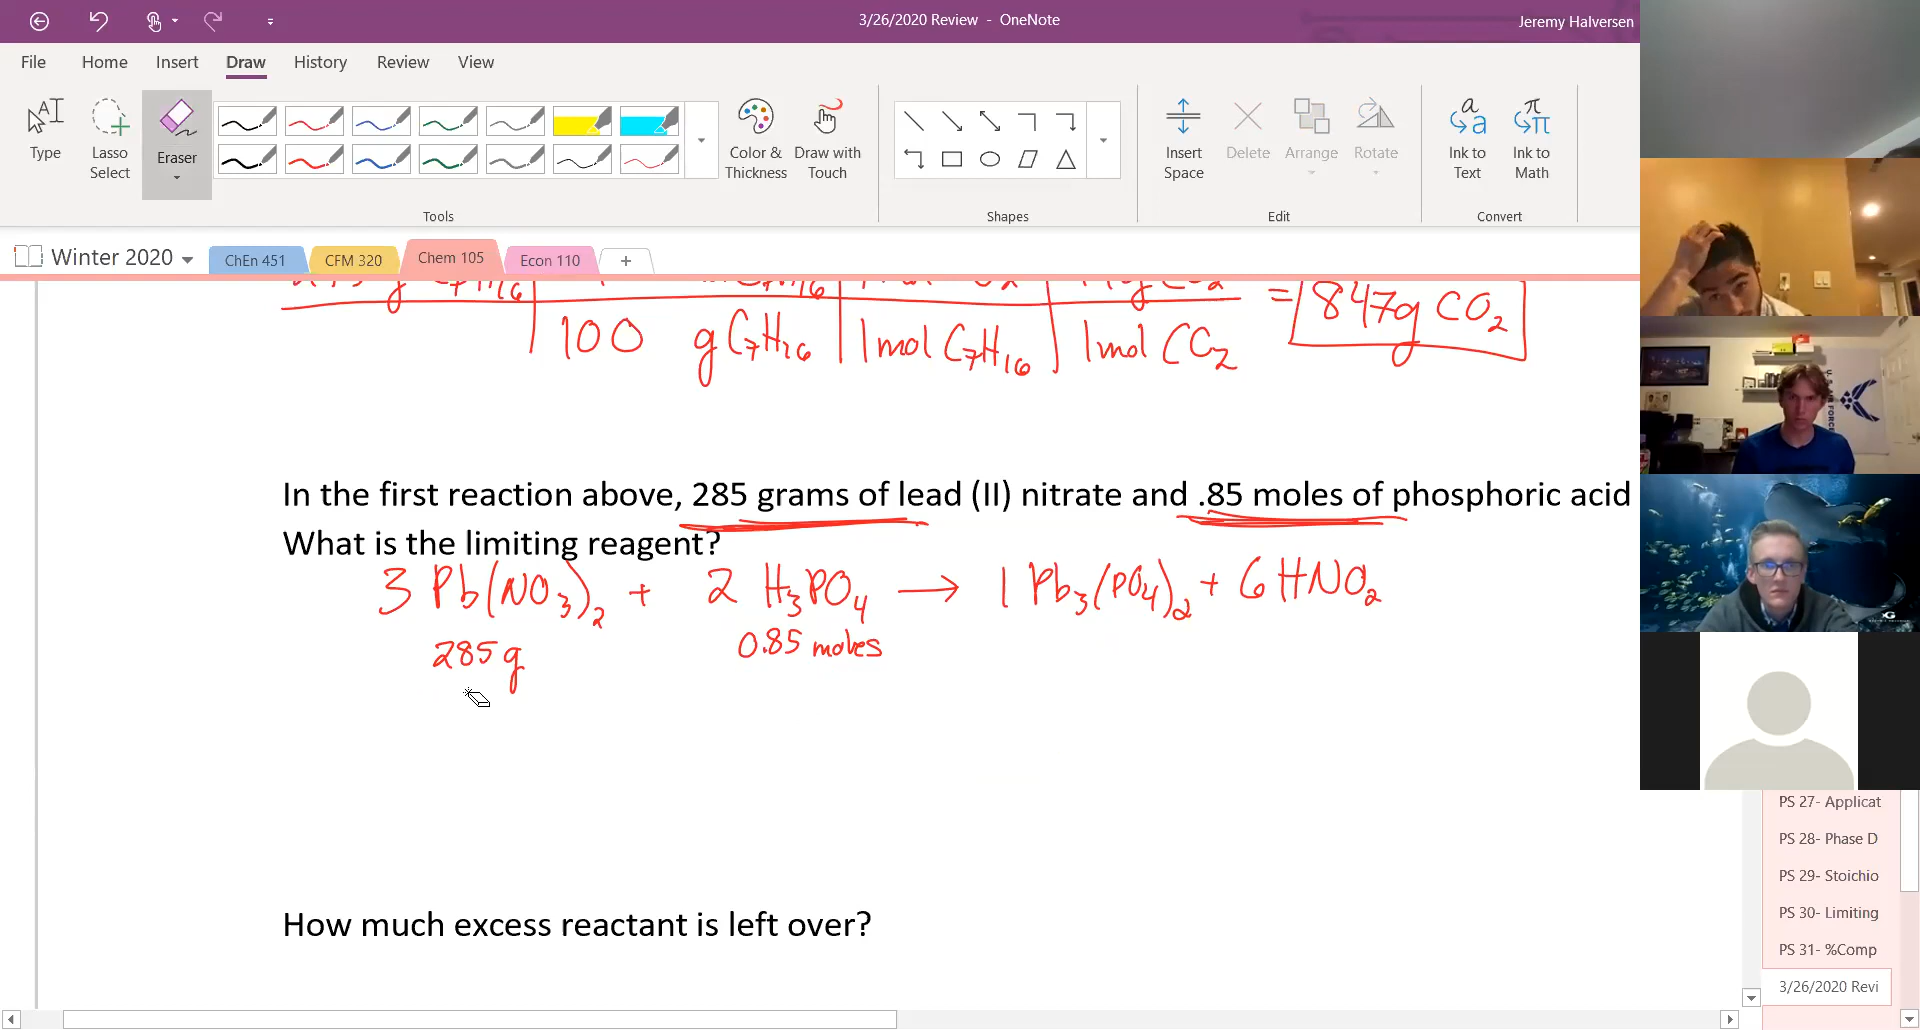 3/26/2020 Review - OneNote
Jeremy Halversen
File Home Insert Draw History Review View
Type
Lasso Select
Eraser
Color & Thickness
Draw with Touch
Insert Space
Delete
Arrange
Rotate
Ink to Text
Ink to Math
Tools
Shapes
Edit
Convert
Winter 2020
ChEn 451
CFM 320
Chem 105
Econ 110
= 847g CO2
100 g C7H16 | 1mol C7H16 | 1mol CO2
U.S. AIR FORCE
In the first reaction above, 285 grams of lead (II) nitrate and .85 moles of phosphoric acid
What is the limiting reagent?
3 Pb(NO3)2 + 2 H3PO4 → 1 Pb3(PO4)2 + 6 HNO2
285 g
0.85 moles
How much excess reactant is left over?
PS 27- Applicat
PS 28- Phase D
PS 29- Stoichio
PS 30- Limiting
PS 31- %Comp
3/26/2020 Revi